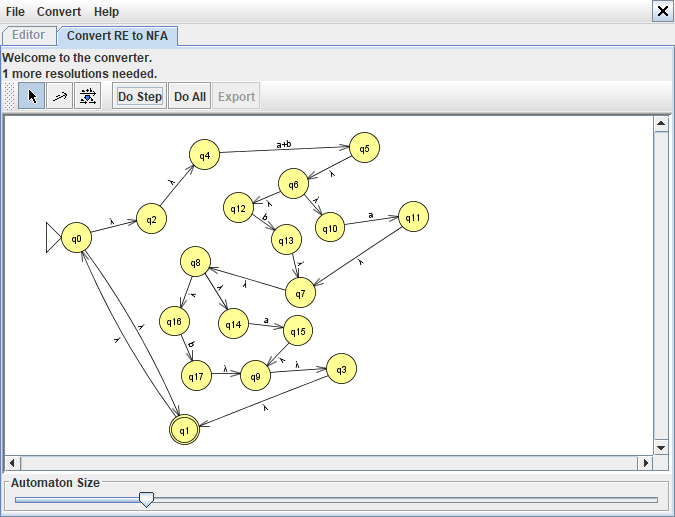 File Convert Help
Editor Convert RE to NFA
Welcome to the converter.
1 more resolutions needed.
Do Step Do All Export
a+b
q4 q5
λ λ
q6
λ λ
q12
q2 b a q11
λ q10
q0 q13
λ λ
q8
λ q7
λ λ
q16 q14 a q15
λ λ b λ
q17 λ q9 λ q3
λ
q1
Automaton Size